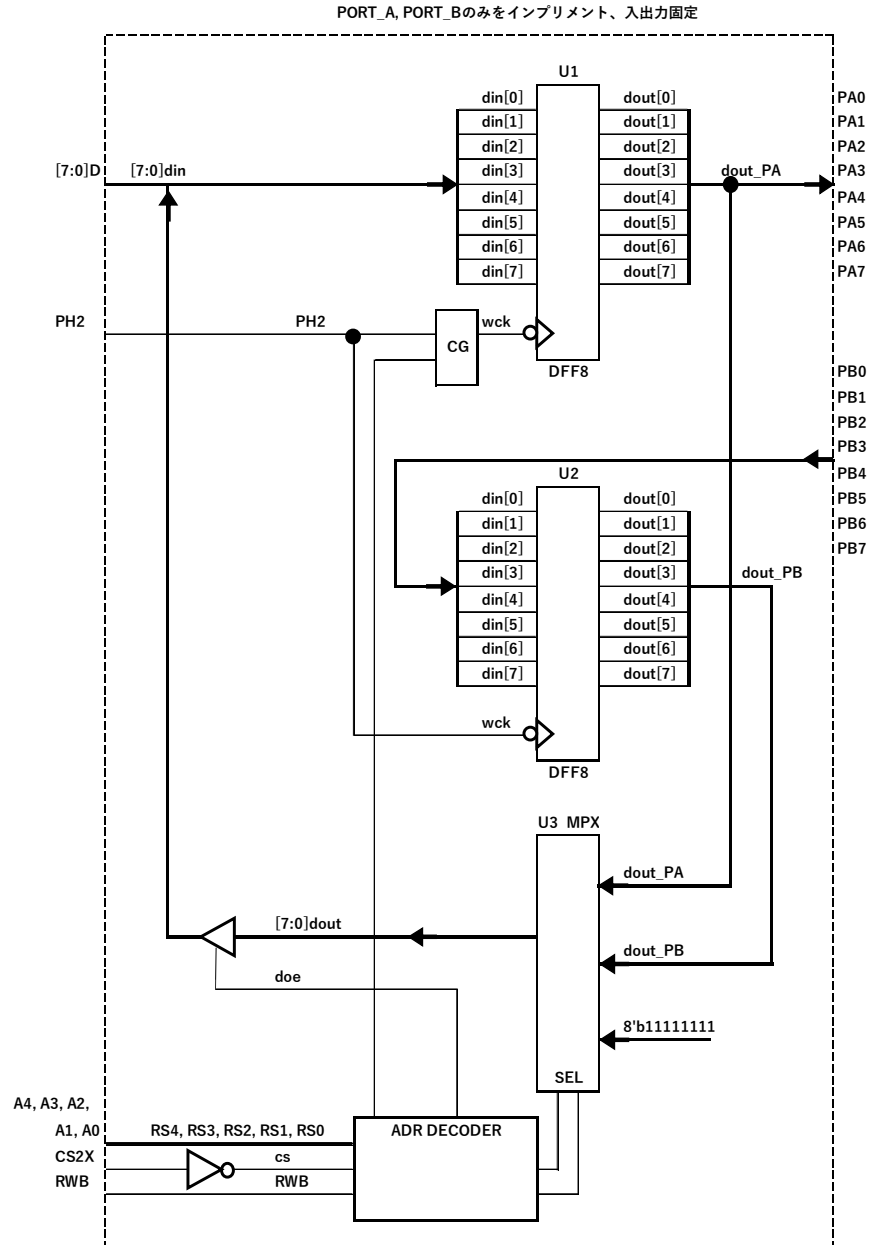 PORT_A, PORT_Bのみをインプリメント、入出力固定
U1
din[0] dout[0] PA0
din[1] dout[1] PA1
din[2] dout[2] PA2
[7:0]D [7:0]din din[3] dout[3] dout_PA PA3
din[4] dout[4] PA4
din[5] dout[5] PA5
din[6] dout[6] PA6
din[7] dout[7] PA7
PH2 PH2 wck
CG
DFF8 PB0
PB1
PB2
PB3
U2 PB4
din[0] dout[0] PB5
din[1] dout[1] PB6
din[2] dout[2] PB7
din[3] dout[3] dout_PB
din[4] dout[4]
din[5] dout[5]
din[6] dout[6]
din[7] dout[7]
wck
DFF8
U3 MPX
dout_PA
[7:0]dout
dout_PB
doe
8'b11111111
SEL
A4, A3, A2,
A1, A0 RS4, RS3, RS2, RS1, RS0 ADR DECODER
CS2X cs
RWB RWB